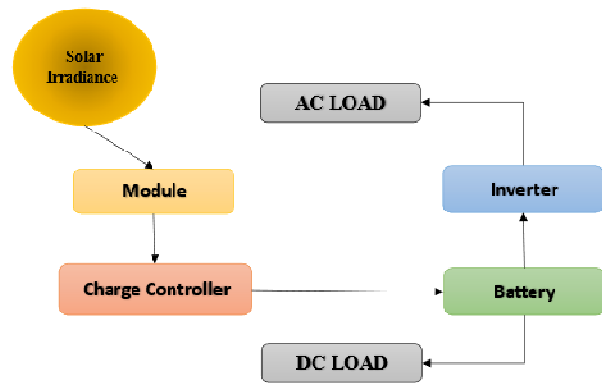 Solar
Irradiance
AC LOAD
Module
Inverter
Charge Controller
Battery
DC LOAD